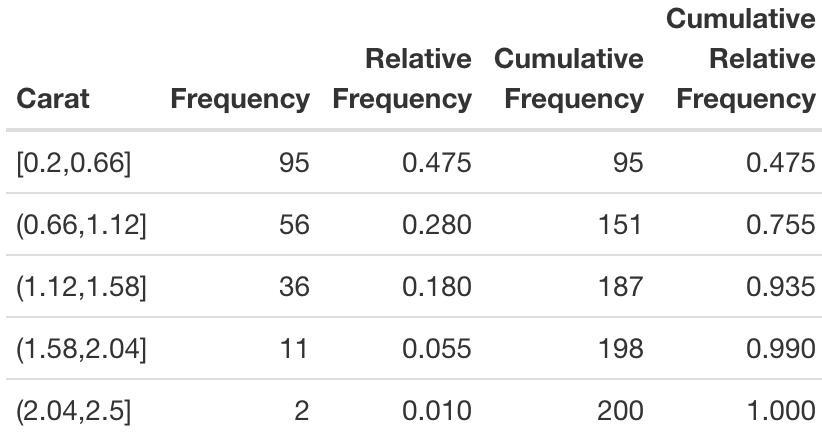 Cumulative
Relative Cumulative Relative
Carat Frequency Frequency Frequency Frequency
[0.2,0.66] 95 0.475 95 0.475
(0.66,1.12] 56 0.280 151 0.755
(1.12,1.58] 36 0.180 187 0.935
(1.58,2.04] 11 0.055 198 0.990
(2.04,2.5] 2 0.010 200 1.000